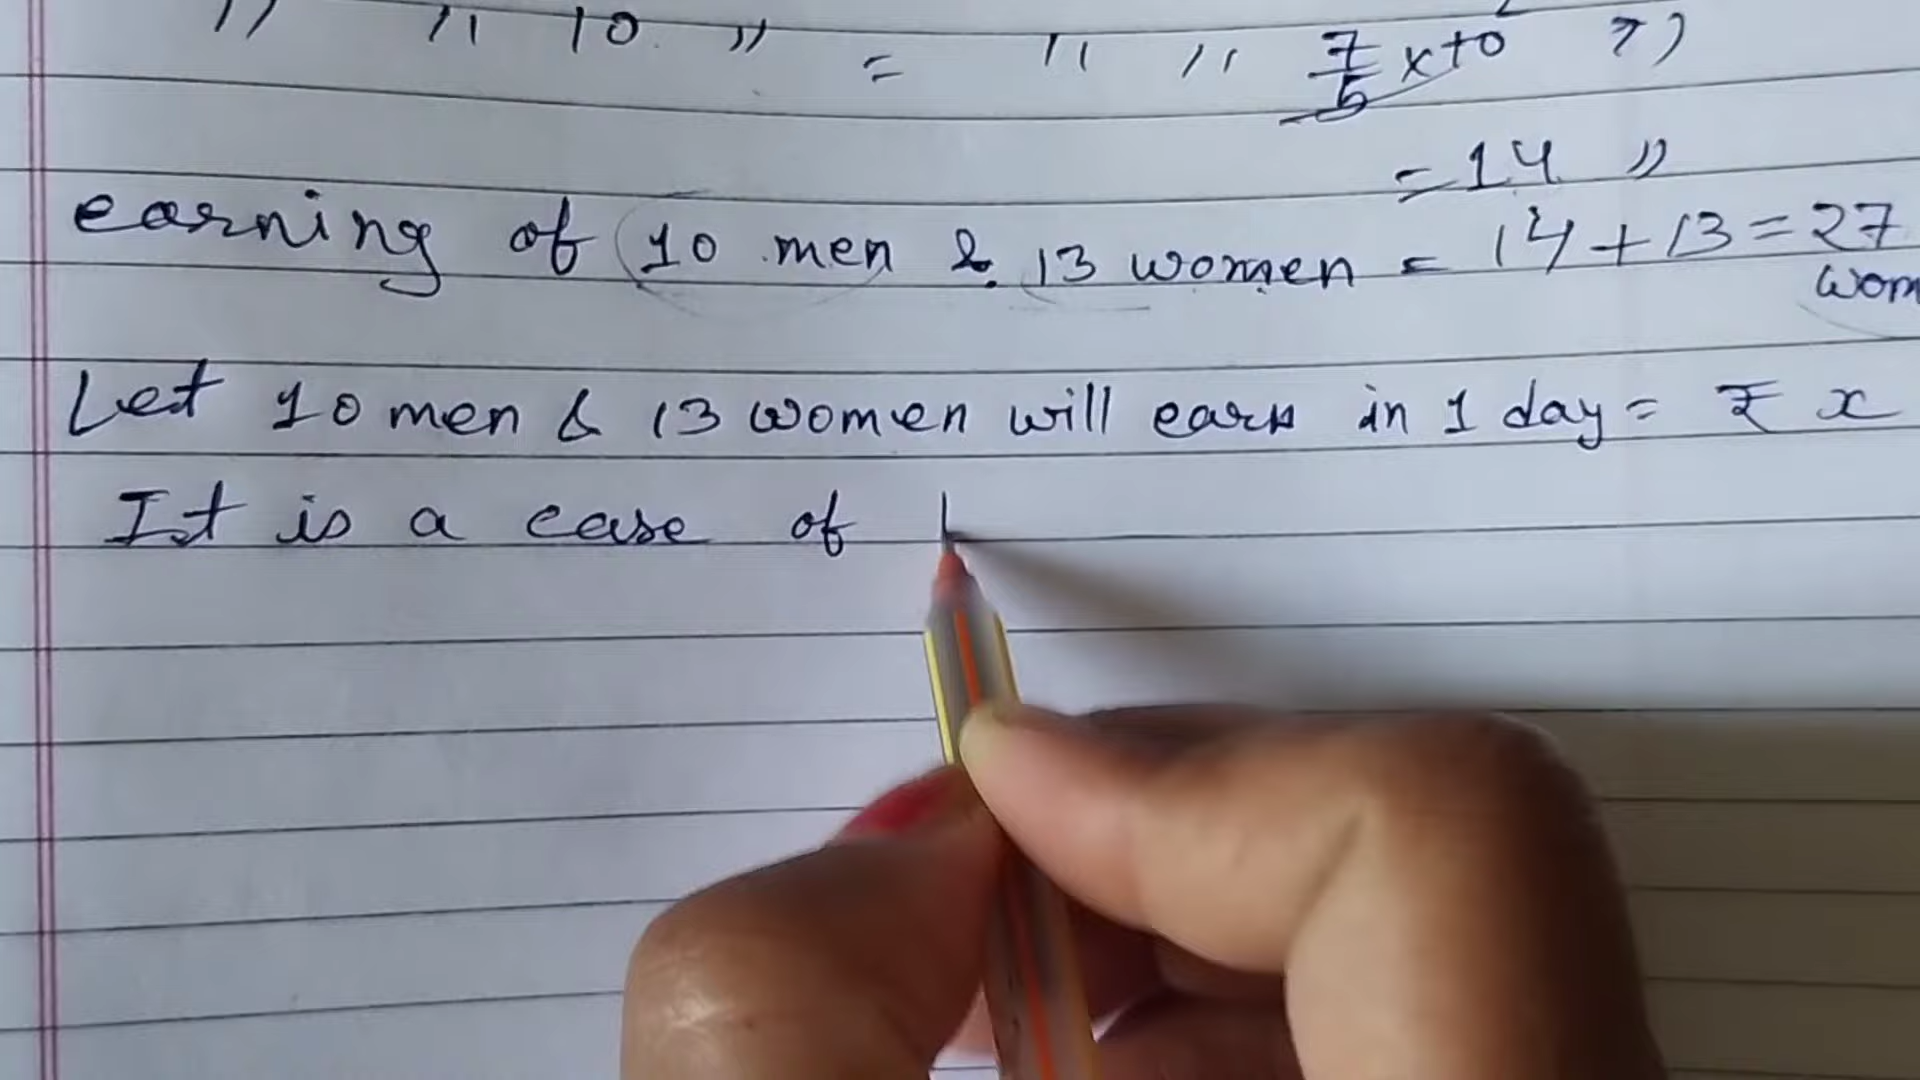 " " 10 " = " " 7/5 x 10 "
= 14 "
earning of 10 men & 13 women = 14 + 13 = 27
wom
Let 10 men & 13 women will earn in 1 day = ₹ x
It is a case of